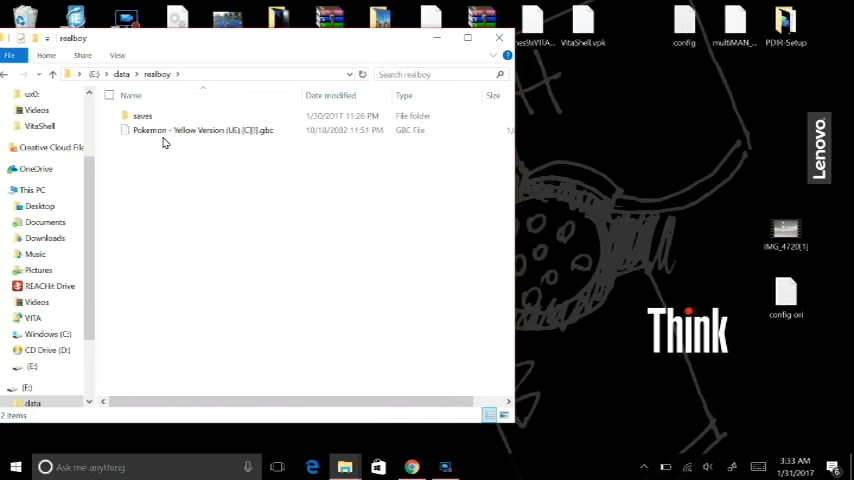 realboy
File
Home
Share
View
(E:)
data
realboy
Search realboy
Name
Date modified
Type
Size
saves
1/30/2017 11:26 PM
File folder
Pokemon - Yellow Version (UE) [C][!].gbc
10/18/2002 11:51 PM
GBC File
ux0:
Videos
VitaShell
Creative Cloud File
OneDrive
This PC
Desktop
Documents
Downloads
Music
Pictures
REACHit Drive
Videos
VITA
Windows (C:)
CD Drive (D:)
(E:)
(E:)
data
2 items
nes9xVITA...
VitaShell.vpk
config
multiMAN_...
PDIR-Setup
Lenovo
IMG_4720[1]
config ori
Think
Ask me anything
3:33 AM
1/31/2017
6